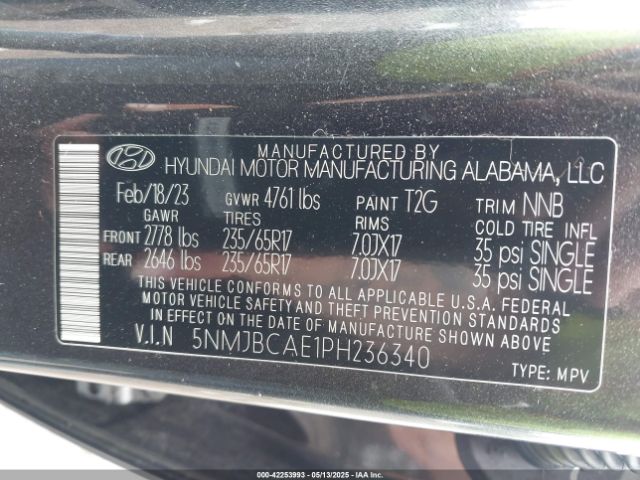 MANUFACTURED BY
HYUNDAI MOTOR MANUFACTURING ALABAMA, LLC
Feb/18/23 GVWR 4761 lbs PAINT T2G TRIM NNB
GAWR TIRES RIMS COLD TIRE INFL
FRONT 2778 lbs 235/65R17 7.0JX17 35 psi SINGLE
REAR 2646 lbs 235/65R17 7.0JX17 35 psi SINGLE
THIS VEHICLE CONFORMS TO ALL APPLICABLE U.S.A. FEDERAL
MOTOR VEHICLE SAFETY AND THEFT PREVENTION STANDARDS
IN EFFECT ON THE DATE OF MANUFACTURE SHOWN ABOVE.
V.I.N 5NMJBCAE1PH236340
TYPE: MPV
000-42253993 - 05/13/2025 - IAAI.COM